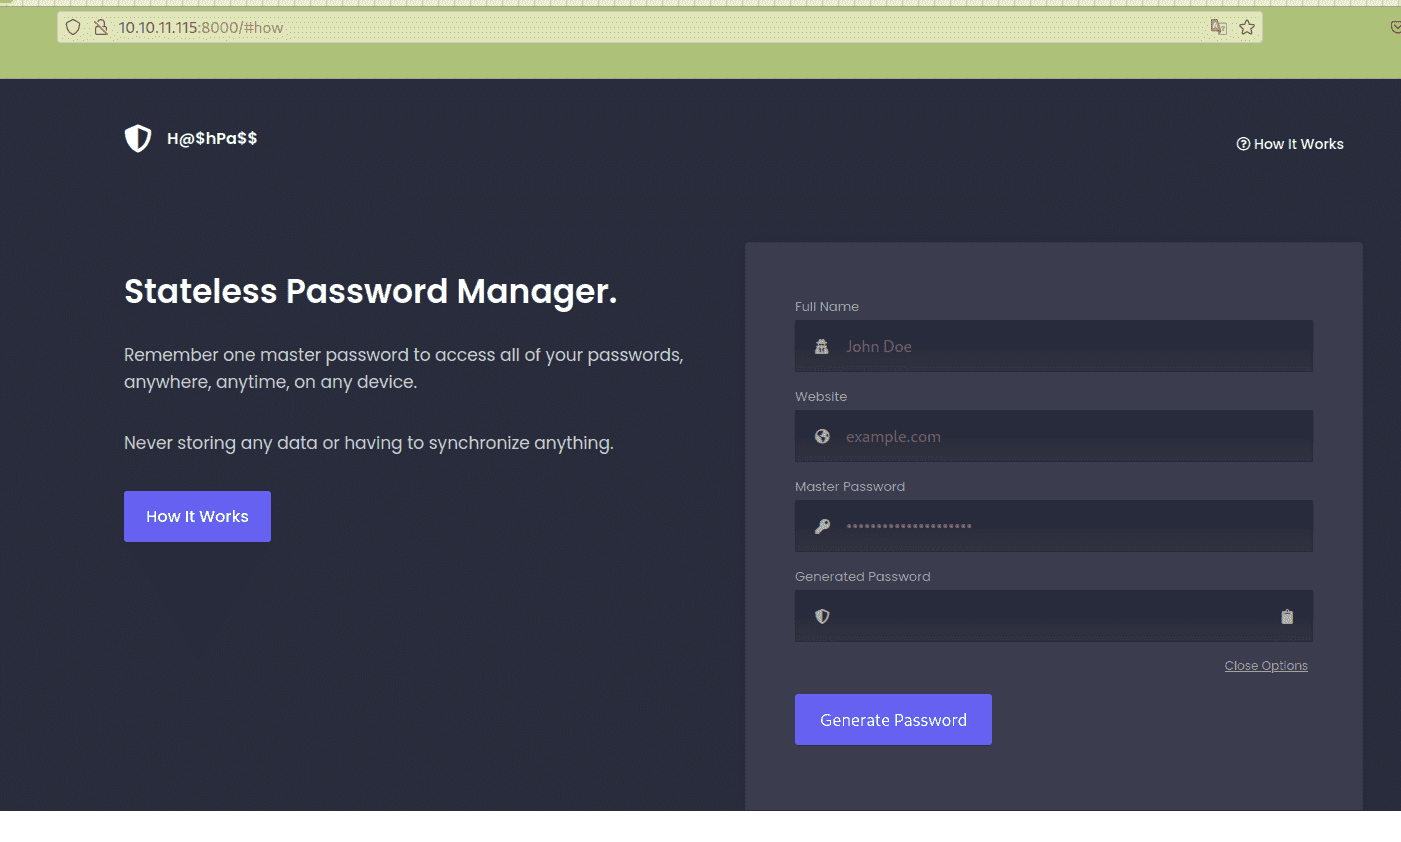 10.10.11.115:8000/#how
H@$hPa$$
How It Works
Stateless Password Manager.
Remember one master password to access all of your passwords,
anywhere, anytime, on any device.
Never storing any data or having to synchronize anything.
How It Works
Full Name
John Doe
Website
example.com
Master Password
•••••••••••••••••••••
Generated Password
Close Options
Generate Password